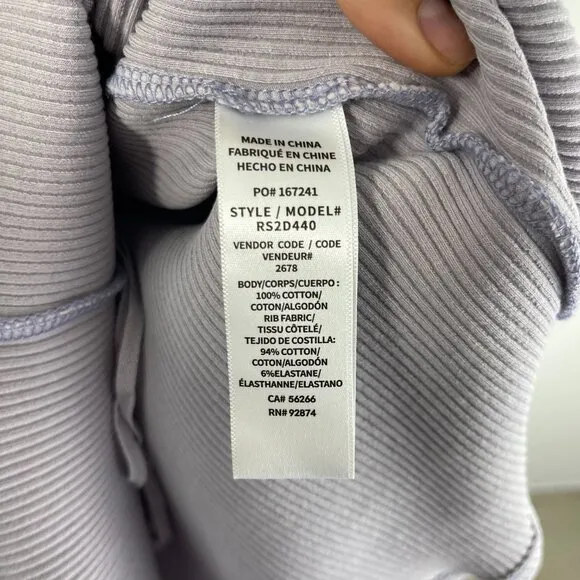 MADE IN CHINA
FABRIQUÉ EN CHINE
HECHO EN CHINA
PO# 167241
STYLE / MODEL#
RS2D440
VENDOR CODE / CODE
VENDEUR#
2678
BODY/CORPS/CUERPO :
100% COTTON/
COTON/ALGODÓN
RIB FABRIC/
TISSU CÔTELÉ/
TEJIDO DE COSTILLA:
94% COTTON/
COTON/ALGODÓN
6%ELASTANE/
ÉLASTHANNE/ELASTANO
CA# 56266
RN# 92874